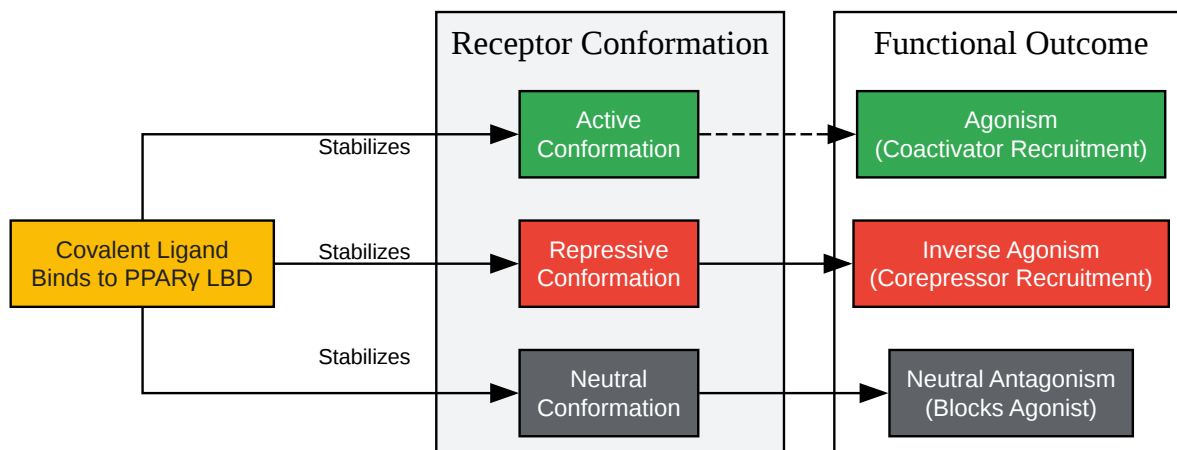 Receptor Conformation
Functional Outcome
Stabilizes
Active
Conformation
Agonism
(Coactivator Recruitment)
Covalent Ligand
Binds to PPARγ LBD
Stabilizes
Repressive
Conformation
Inverse Agonism
(Corepressor Recruitment)
Stabilizes
Neutral
Conformation
Neutral Antagonism
(Blocks Agonist)